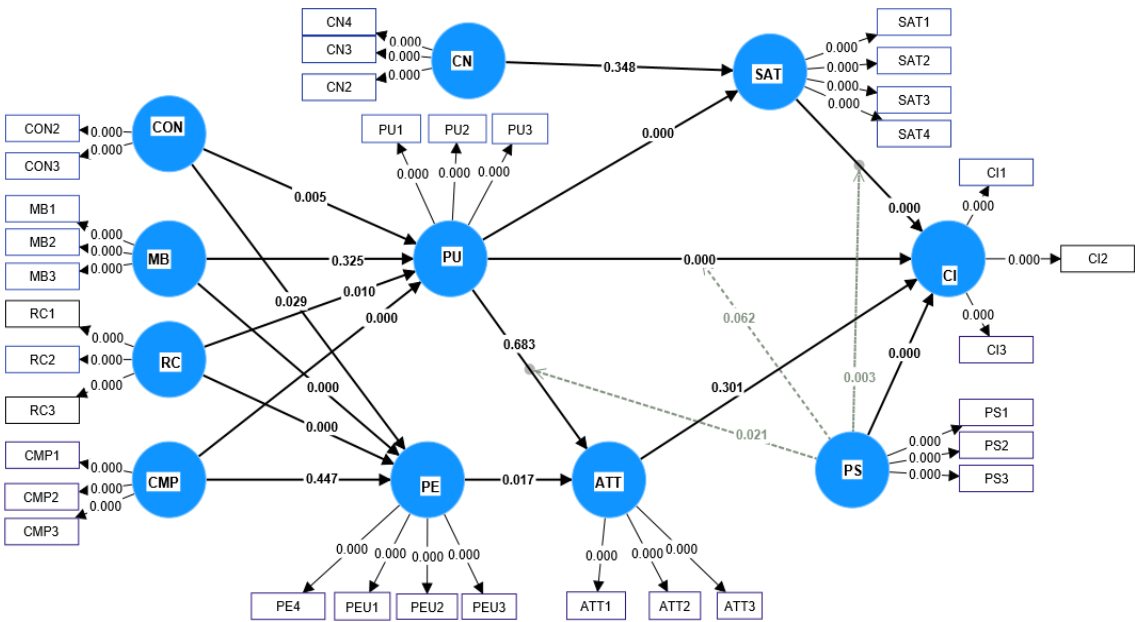 CN4
0.000
CN3
0.000
CN2
0.000
CN
0.348
SAT
SAT1
0.000
SAT2
0.000
SAT3
0.000
SAT4
0.000
CON2
0.000
CON3
0.000
CON
PU1
PU2
PU3
0.000
0.000
0.000
0.005
0.000
0.000
MB1
0.000
MB2
0.000
MB3
0.000
MB
0.325
PU
0.000
CI
CI1
0.000
0.000
CI2
0.000
CI3
0.010
0.029
0.000
RC1
0.000
RC2
0.000
RC3
0.000
RC
0.000
0.000
0.683
0.062
0.003
0.021
0.301
0.000
CMP1
0.000
CMP2
0.000
CMP3
0.000
CMP
0.447
PE
0.017
ATT
PS
PS1
0.000
PS2
0.000
PS3
0.000
0.000
0.000
0.000
0.000
0.000
0.000
0.000
PE4
PEU1
PEU2
PEU3
ATT1
ATT2
ATT3